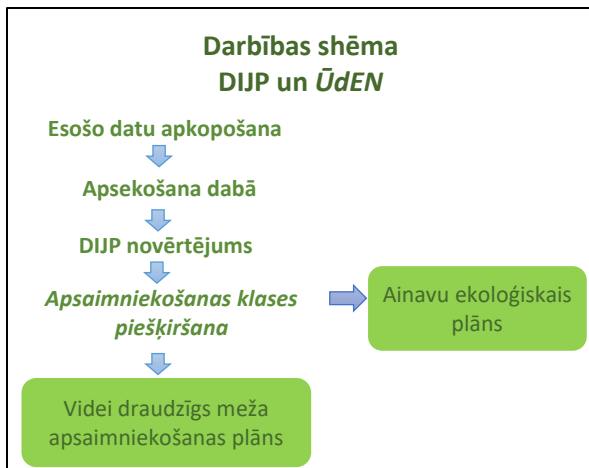 Darbības shēma
DIJP un ŪdEN
Esošo datu apkopošana
Apsekošana dabā
DIJP novērtējums
Apsaimniekošanas klases
piešķiršana
Ainavu ekoloģiskais
plāns
Videi draudzīgs meža
apsaimniekošanas plāns